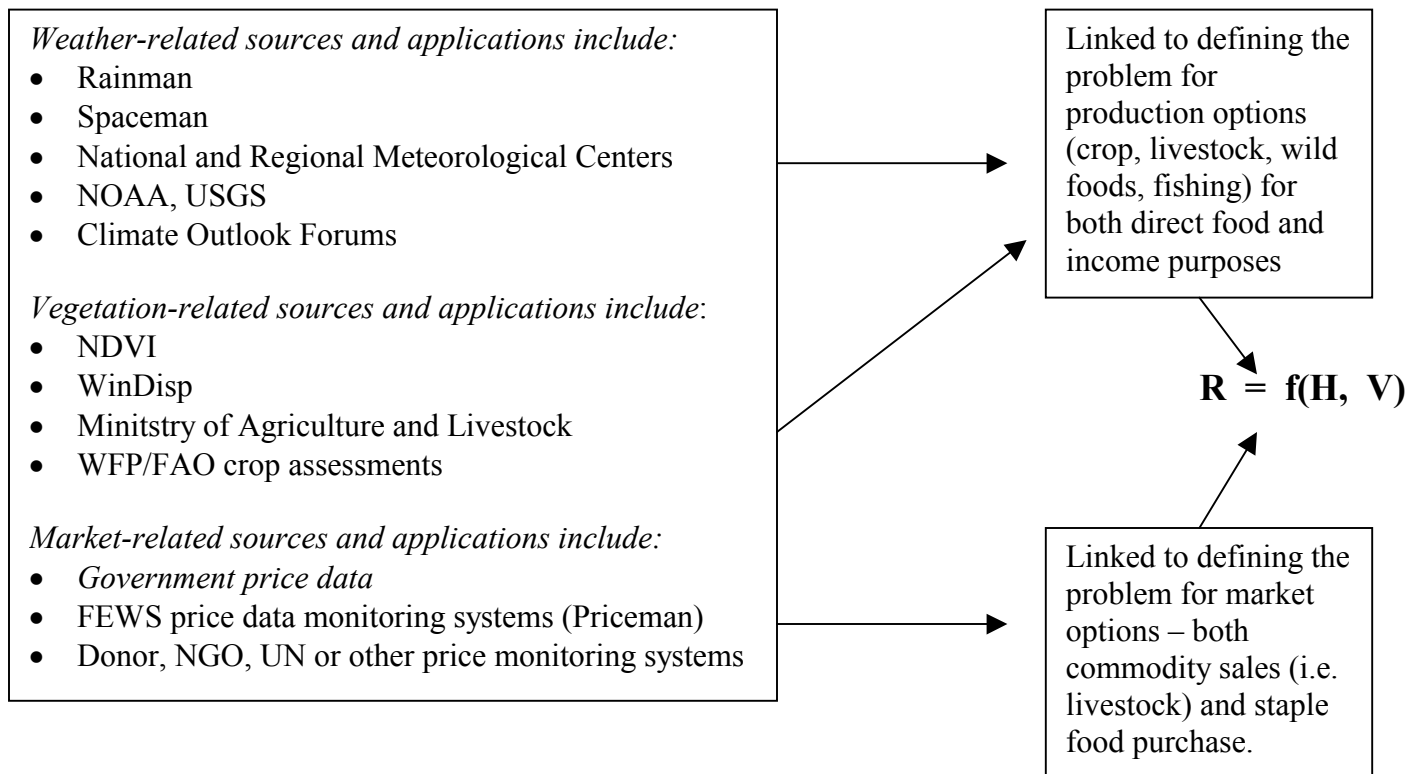 Weather-related sources and applications include:
• Rainman
• Spaceman
• National and Regional Meteorological Centers
• NOAA, USGS
• Climate Outlook Forums
Vegetation-related sources and applications include:
• NDVI
• WinDisp
• Minitstry of Agriculture and Livestock
• WFP/FAO crop assessments
Market-related sources and applications include:
• Government price data
• FEWS price data monitoring systems (Priceman)
• Donor, NGO, UN or other price monitoring systems
Linked to defining the
problem for
production options
(crop, livestock, wild
foods, fishing) for
both direct food and
income purposes
R = f(H, V)
Linked to defining the
problem for market
options – both
commodity sales (i.e.
livestock) and staple
food purchase.